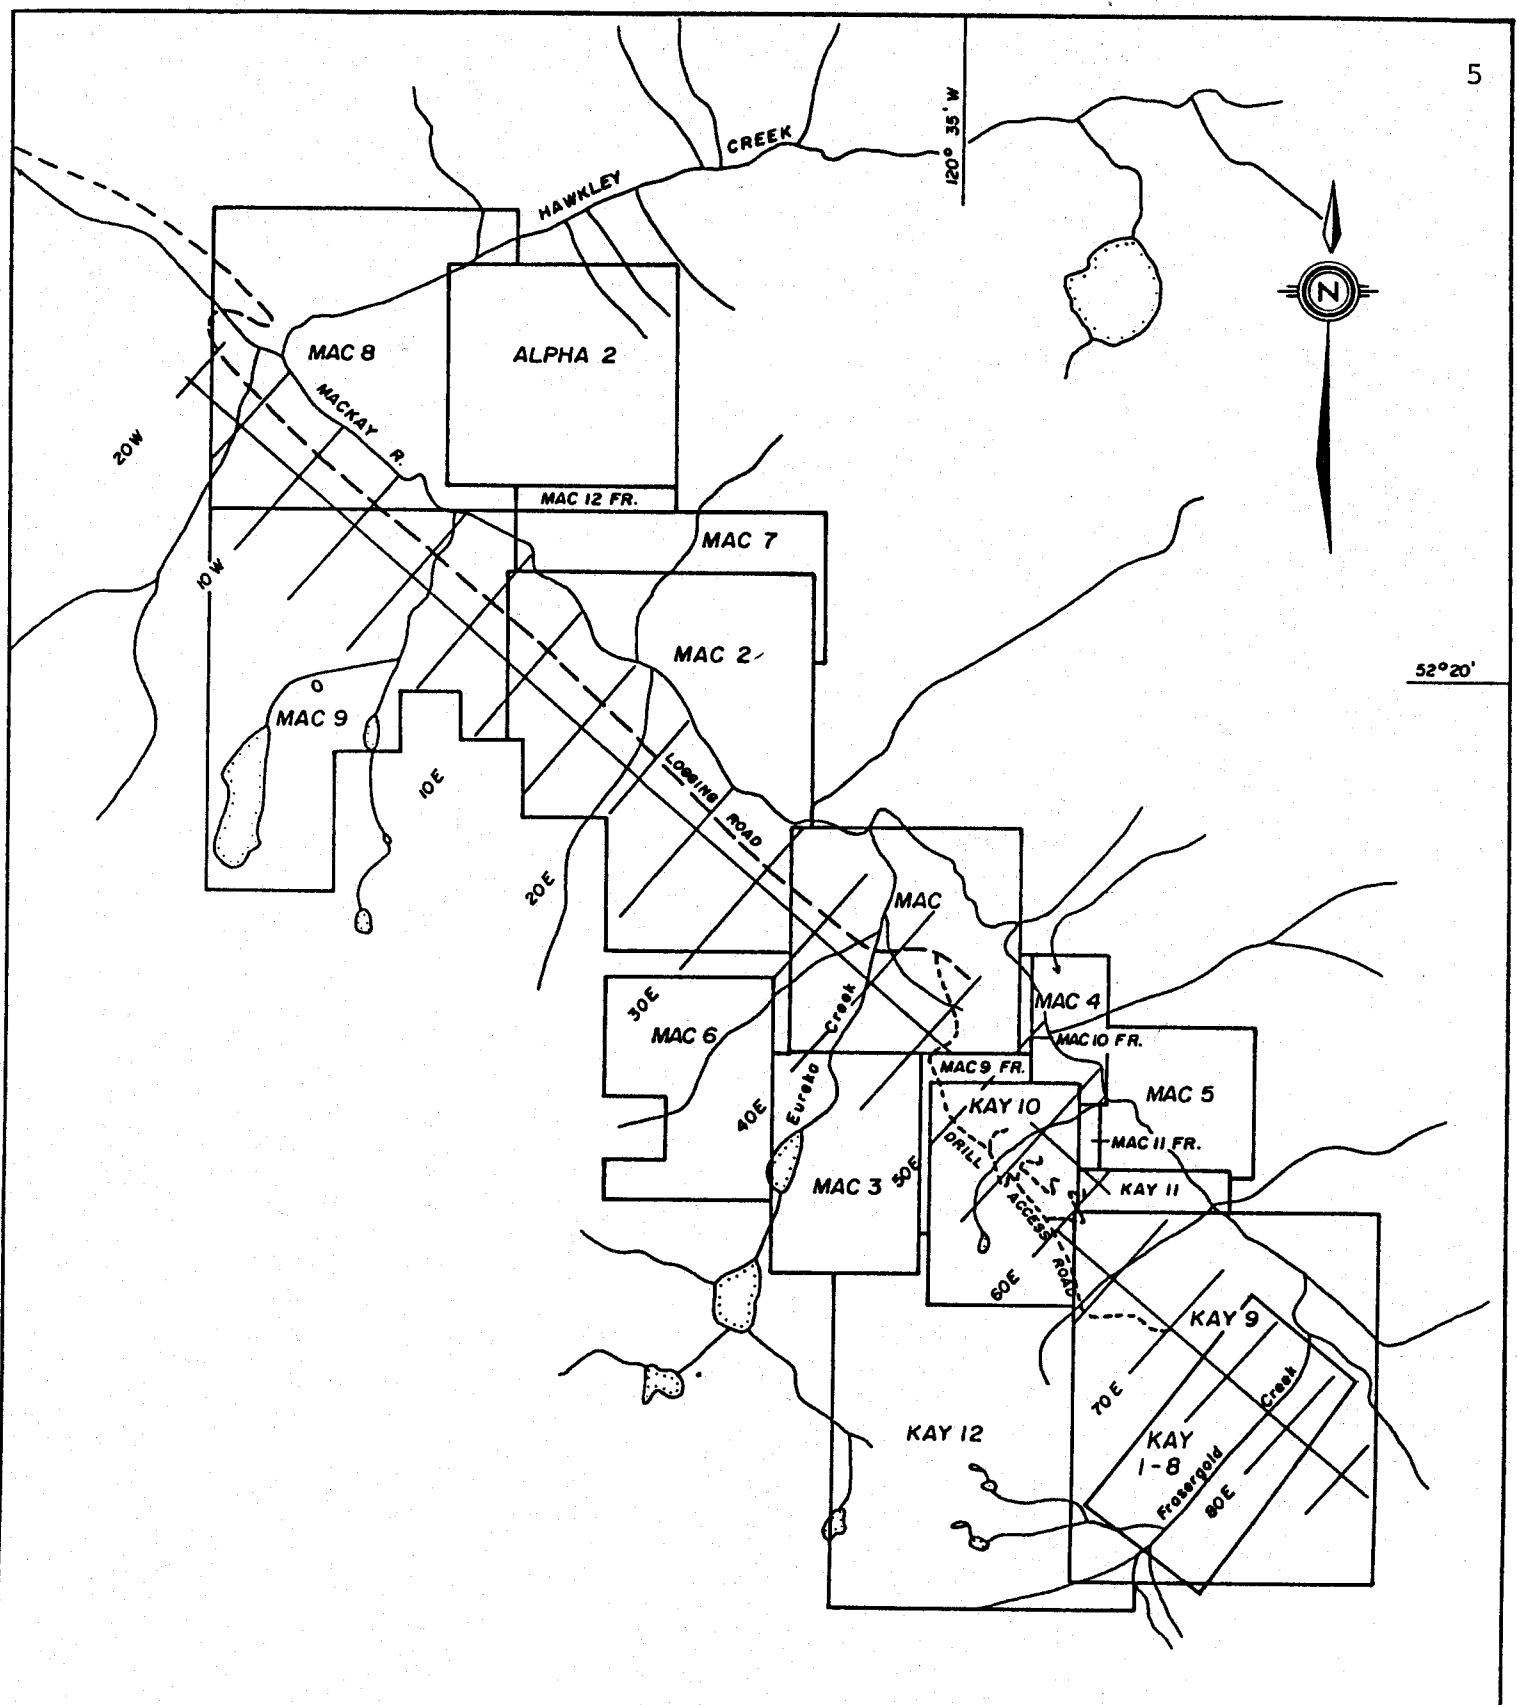 5
120° 35' W
HAWKLEY CREEK
MAC 8
ALPHA 2
MACKAY R.
N
20W
MAC 12 FR.
MAC 7
10W
MAC 2
52°20'
O
MAC 9
10E
LOGGING ROAD
20E
MAC
30E
MAC 6
MAC 4
MAC 10 FR.
Eureka Creek
MAC 9 FR.
MAC 5
40E
KAY 10
MAC 11 FR.
DRILL ACCESS ROAD
50E
MAC 3
KAY 11
60E
KAY 9
70E
KAY 12
KAY
1-8
Frasergold Creek
80E